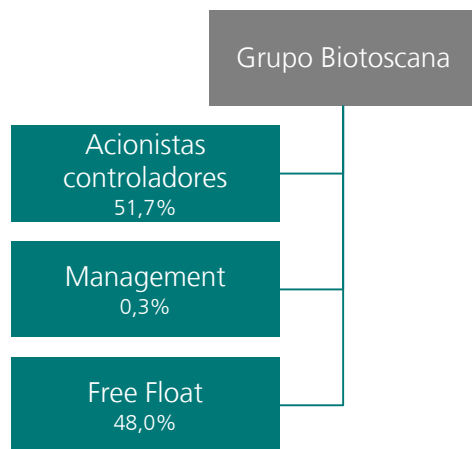 Grupo Biotoscana
Acionistas
controladores
51,7%
Management
0,3%
Free Float
48,0%